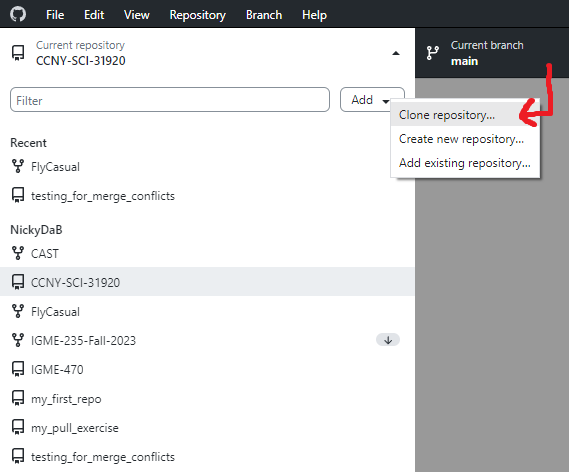 File Edit View Repository Branch Help
Current repository
CCNY-SCI-31920
Current branch
main
Filter
Add
Clone repository...
Create new repository...
Add existing repository...
Recent
FlyCasual
testing_for_merge_conflicts
NickyDaB
CAST
CCNY-SCI-31920
FlyCasual
IGME-235-Fall-2023
IGME-470
my_first_repo
my_pull_exercise
testing_for_merge_conflicts